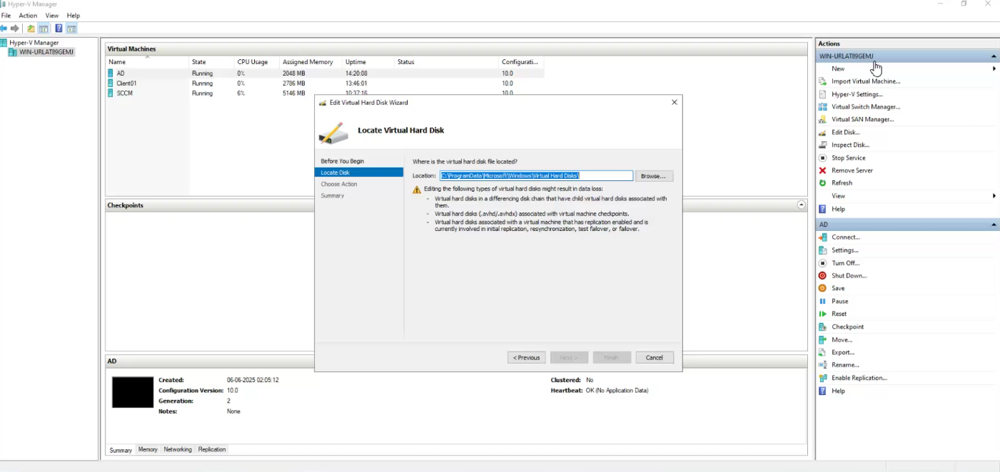 Hyper-V Manager
File Action View Help
Hyper-V Manager
WIN-URLAT89GEMJ
Virtual Machines
Name State CPU Usage Assigned Memory Uptime Status Configurati...
AD Running 0% 2048 MB 14:20:08 10.0
Client01 Running 0% 2786 MB 13:46:01 10.0
SCCM Running 6% 5146 MB 10:37:16 10.0
Edit Virtual Hard Disk Wizard
Locate Virtual Hard Disk
Before You Begin
Locate Disk
Choose Action
Summary
Where is the virtual hard disk file located?
Location: C:\ProgramData\Microsoft\Windows\Virtual Hard Disks\ Browse...
Editing the following types of virtual hard disks might result in data loss:
- Virtual hard disks in a differencing disk chain that have child virtual hard disks associated with
them.
- Virtual hard disks (.avhd/.avhdx) associated with virtual machine checkpoints.
- Virtual hard disks associated with a virtual machine that has replication enabled and is
currently involved in initial replication, resynchronization, test failover, or failover.
< Previous Next > Finish Cancel
Checkpoints
AD
Created: 06-06-2025 02:05:12
Configuration Version: 10.0
Generation: 2
Notes: None
Clustered: No
Heartbeat: OK (No Application Data)
Summary Memory Networking Replication
Actions
WIN-URLAT89GEMJ
New
Import Virtual Machine...
Hyper-V Settings...
Virtual Switch Manager...
Virtual SAN Manager...
Edit Disk...
Inspect Disk...
Stop Service
Remove Server
Refresh
View
Help
AD
Connect...
Settings...
Turn Off...
Shut Down...
Save
Pause
Reset
Checkpoint
Move...
Export...
Rename...
Enable Replication...
Help